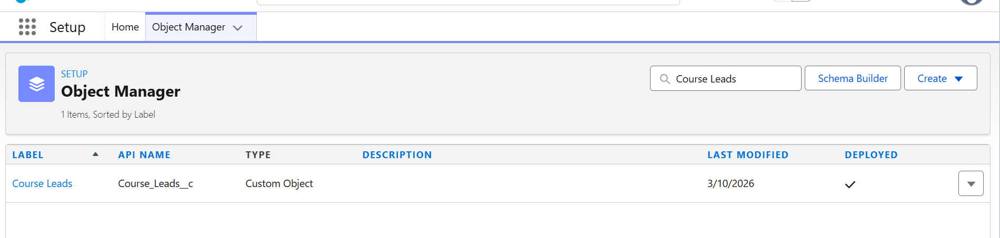 Setup
Home
Object Manager
SETUP
Object Manager
1 Items, Sorted by Label
Course Leads
Schema Builder
Create
LABEL API NAME TYPE DESCRIPTION LAST MODIFIED DEPLOYED
Course Leads Course_Leads__c Custom Object 3/10/2026